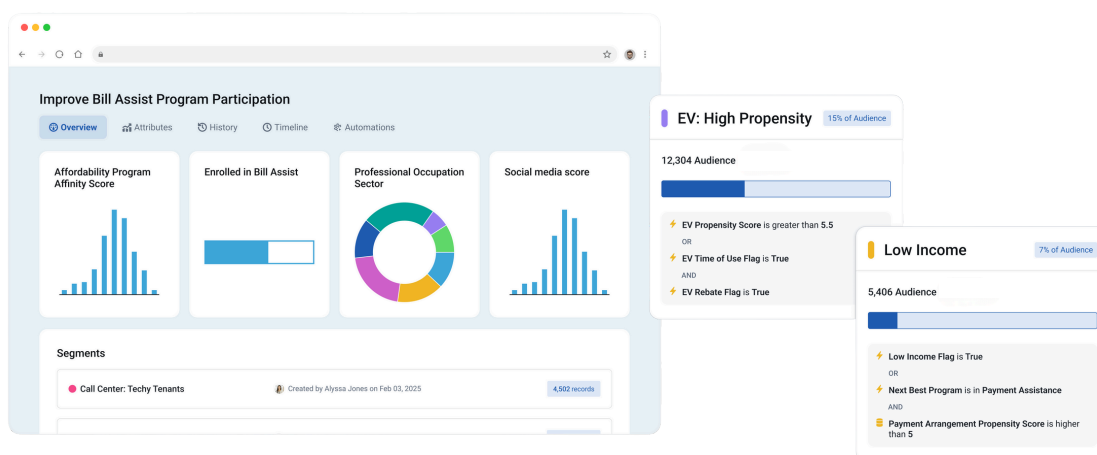 Improve Bill Assist Program Participation
Overview
Attributes
History
Timeline
Automations
Affordability Program
Affinity Score
Enrolled in Bill Assist
Professional Occupation
Sector
Social media score
Segments
Call Center: Techy Tenants
Created by Alyssa Jones on Feb 03, 2025
4,502 records
EV: High Propensity
15% of Audience
12,304 Audience
EV Propensity Score is greater than 5.5
OR
EV Time of Use Flag is True
AND
EV Rebate Flag is True
Low Income
7% of Audience
5,406 Audience
Low Income Flag is True
OR
Next Best Program is in Payment Assistance
AND
Payment Arrangement Propensity Score is higher
than 5